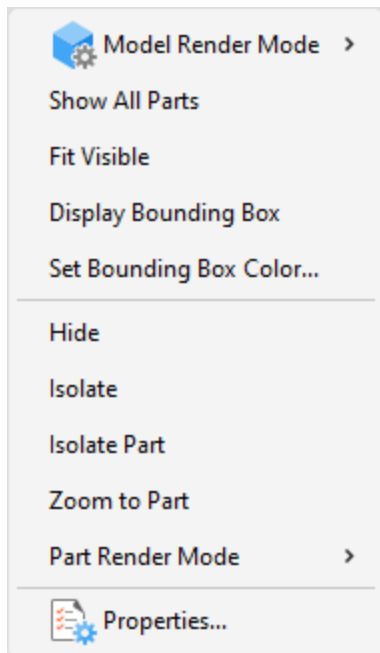 Model Render Mode
Show All Parts
Fit Visible
Display Bounding Box
Set Bounding Box Color...
Hide
Isolate
Isolate Part
Zoom to Part
Part Render Mode
Properties...